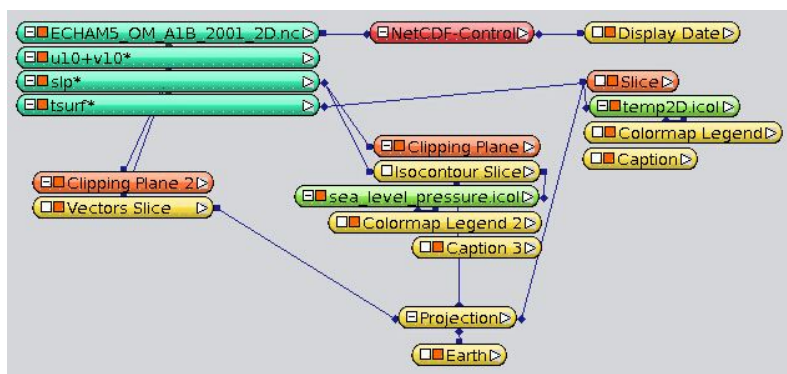 ECHAM5_OM_A1B_2001_2D.nc
NetCDF-Control
Display Date
u10+v10*
slp*
tsurf*
Slice
temp2D.icol
Colormap Legend
Caption
Clipping Plane
Isocontour Slice
sea_level_pressure.icol
Colormap Legend 2
Caption 3
Clipping Plane 2
Vectors Slice
Projection
Earth